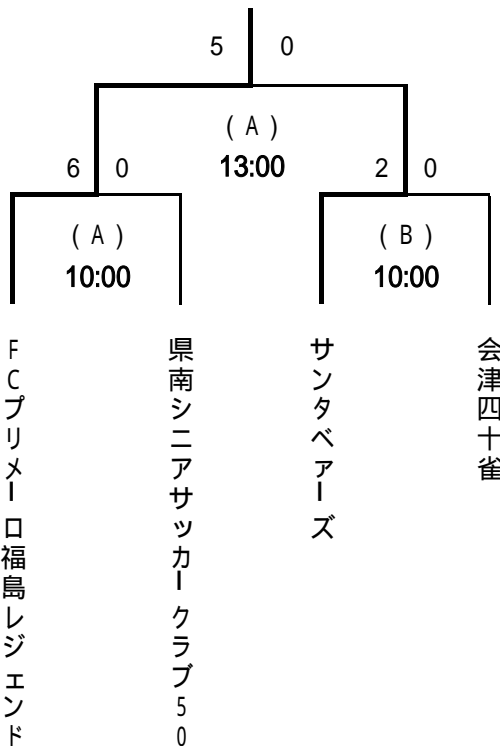 5 0
(A)
13:00
6 0
2 0
(A)
10:00
(B)
10:00
FCプリメーロ福島レジェンド
県南シニアサッカークラブ50
サンタベアーズ
会津四十雀